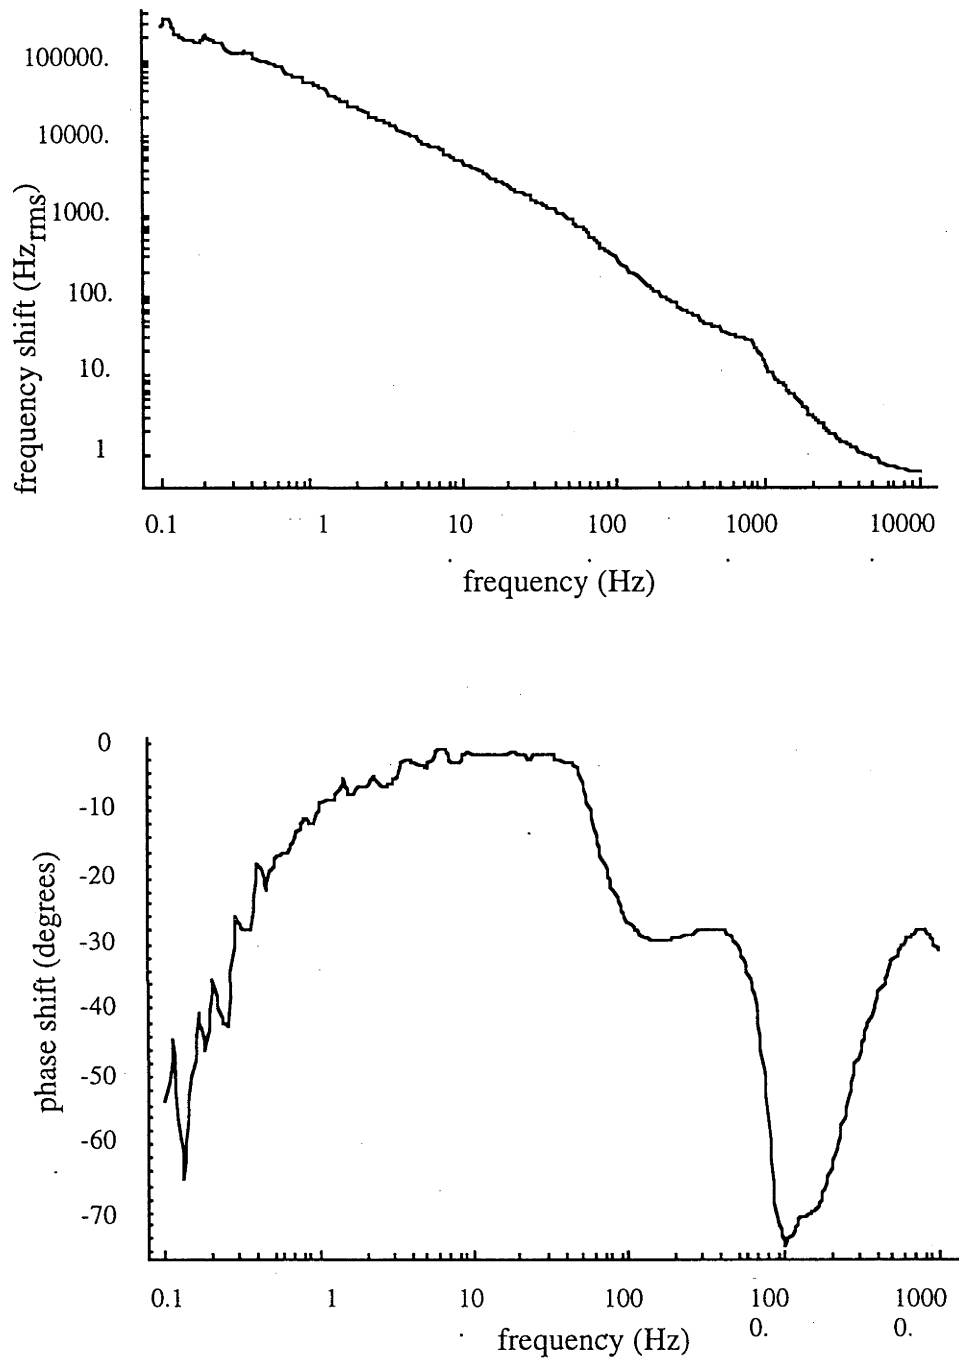 100000.
10000.
1000.
100.
10.
1
frequency shift (Hzrms)
0.1 1 10 100 1000 10000
frequency (Hz)
0
-10
-20
-30
-40
-50
-60
-70
phase shift (degrees)
0.1 1 10 100 100 1000
0. 0.
frequency (Hz)